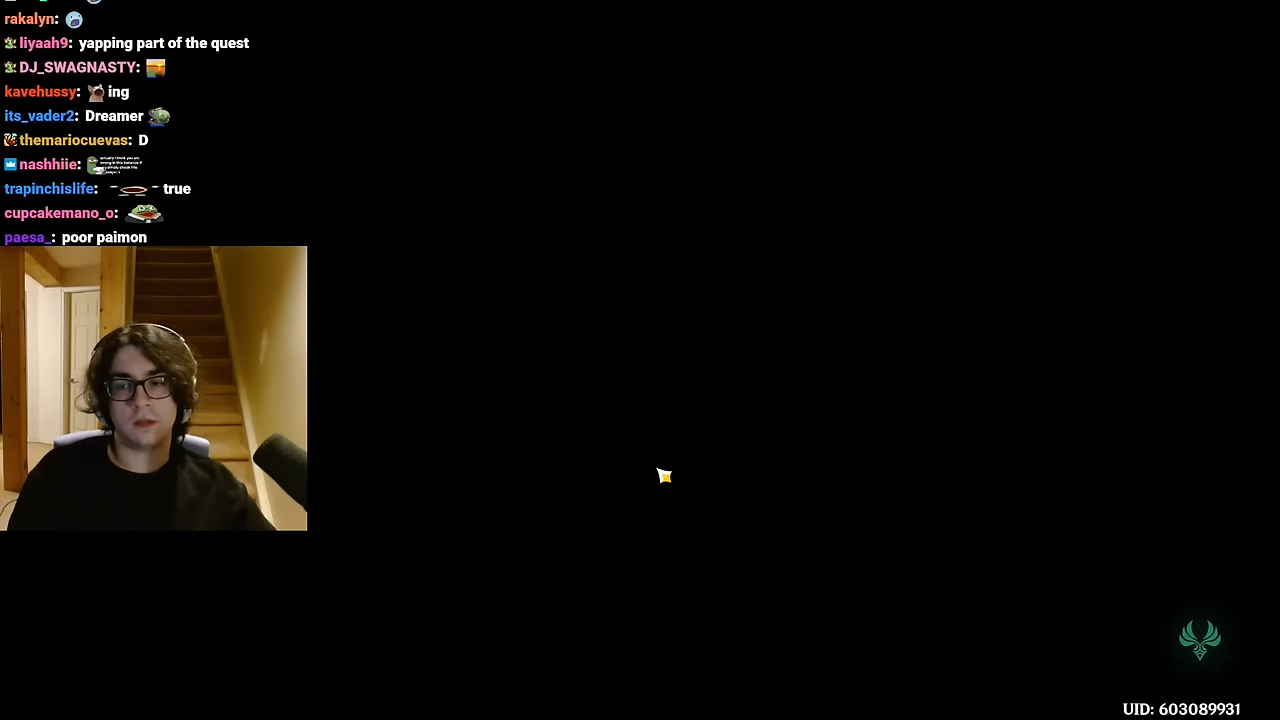 rakalyn:
liyaah9: yapping part of the quest
DJ_SWAGNASTY:
kavehussy: ing
its_vader2: Dreamer
themariocuevas: D
nashhiie:
trapinchislife: true
cupcakemano_o:
paesa_: poor paimon
UID: 603089931